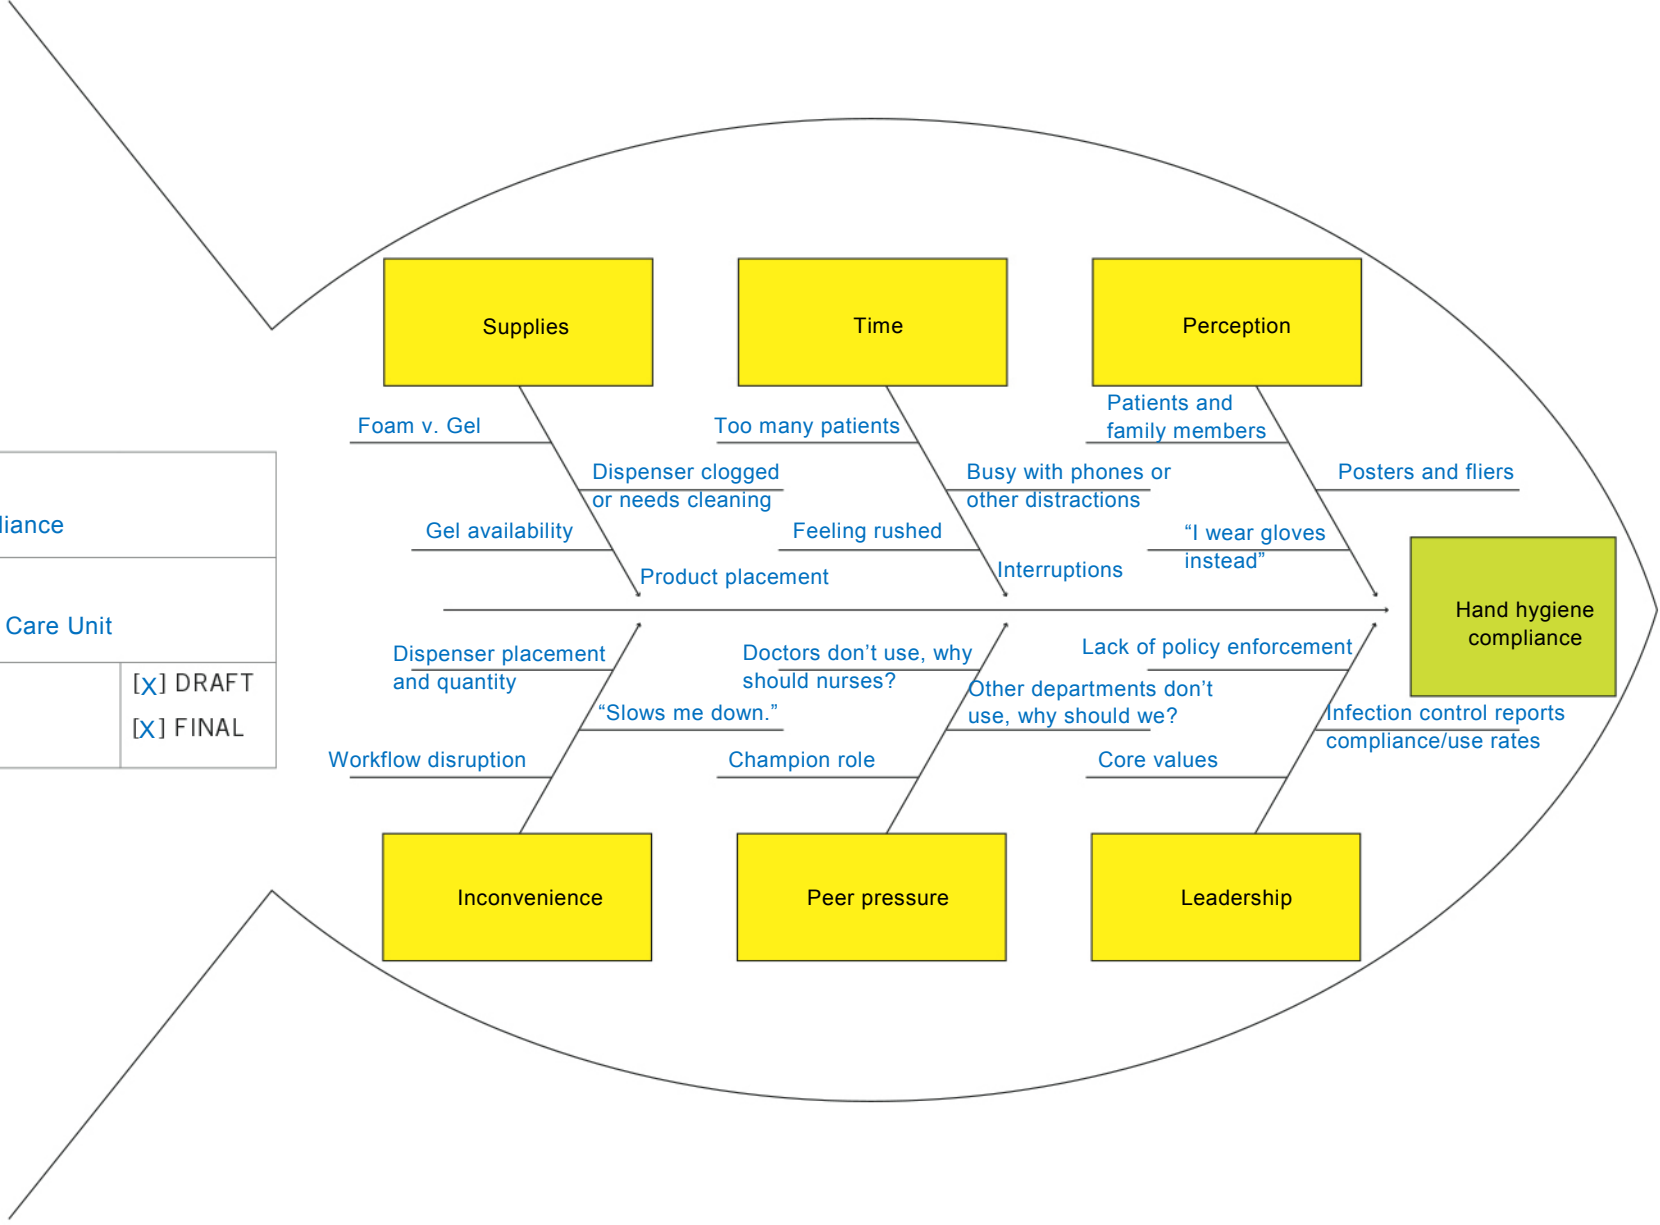 Supplies
Time
Perception
Foam v. Gel
Too many patients
Patients and
family members
Dispenser clogged
or needs cleaning
Busy with phones or
other distractions
Posters and fliers
Gel availability
Feeling rushed
“I wear gloves
instead”
Product placement
Interruptions
Hand hygiene
compliance
liance
Care Unit
[X] DRAFT
[X] FINAL
Dispenser placement
and quantity
Doctors don’t use, why
should nurses?
Lack of policy enforcement
“Slows me down.”
Other departments don’t
use, why should we?
Infection control reports
compliance/use rates
Workflow disruption
Champion role
Core values
Inconvenience
Peer pressure
Leadership